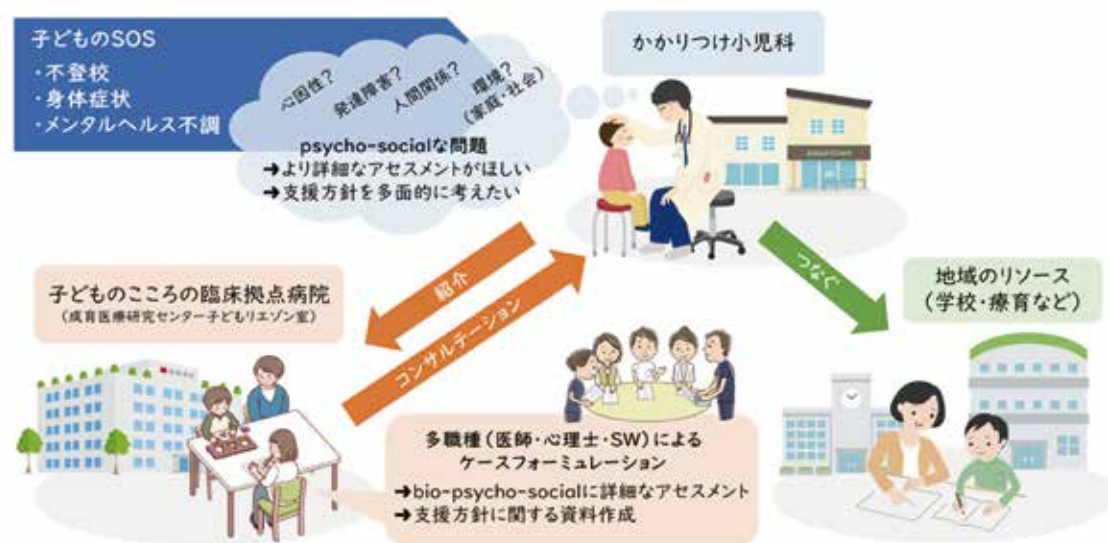 子どものSOS
・不登校
・身体症状
・メンタルヘルス不調
心因性?
発達障害?
人間関係?
環境?
(家庭・社会)
psycho-socialな問題
➜より詳細なアセスメントがほしい
➜支援方針を多面的に考えたい
かかりつけ小児科
紹介
コンサルテーション
つなぐ
子どものこころの臨床拠点病院
(成育医療研究センター子どもリエゾン室)
地域のリソース
(学校・療育など)
多職種(医師・心理士・SW)による
ケースフォーミュレーション
➜bio-psycho-socialに詳細なアセスメント
➜支援方針に関する資料作成